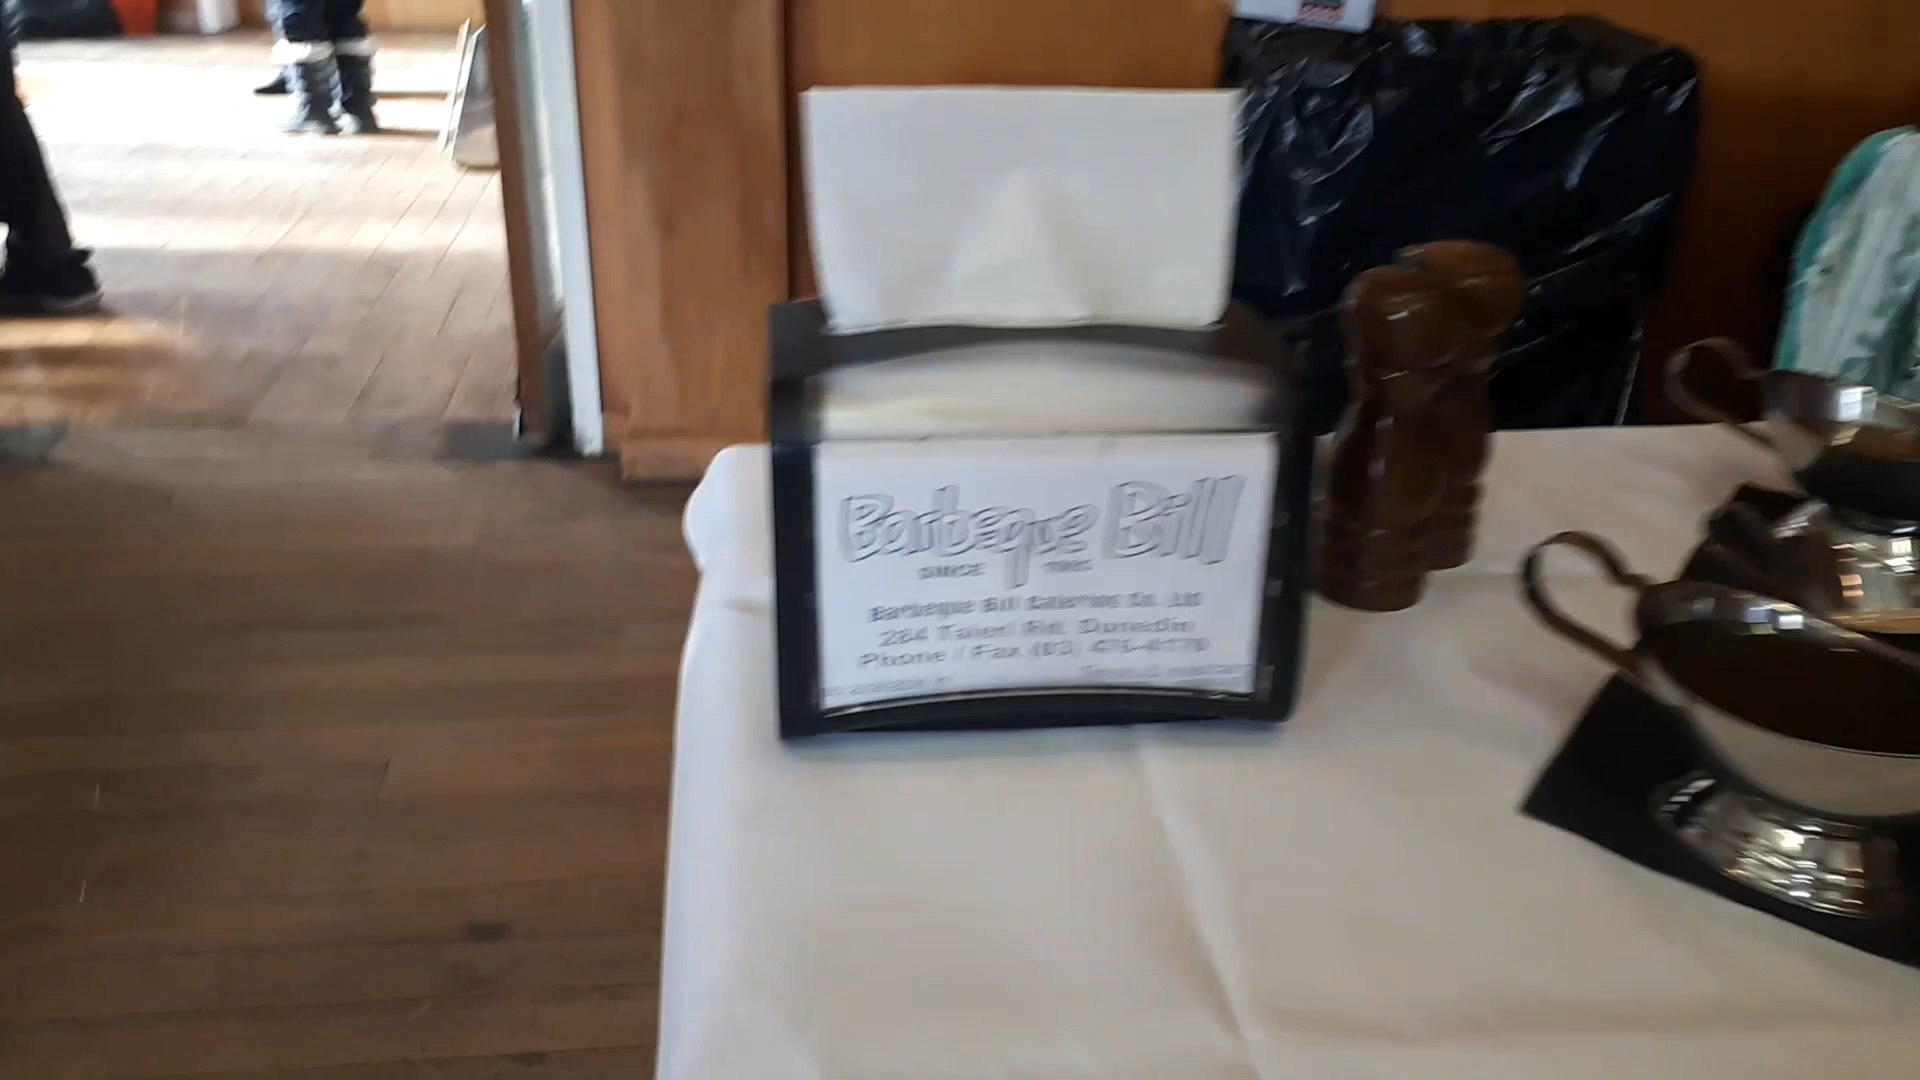 Barbeque Bill
SINCE
Barbeque Bill Catering Co. Ltd
284 Taieri Rd. Dunedin
Phone / Fax (03)